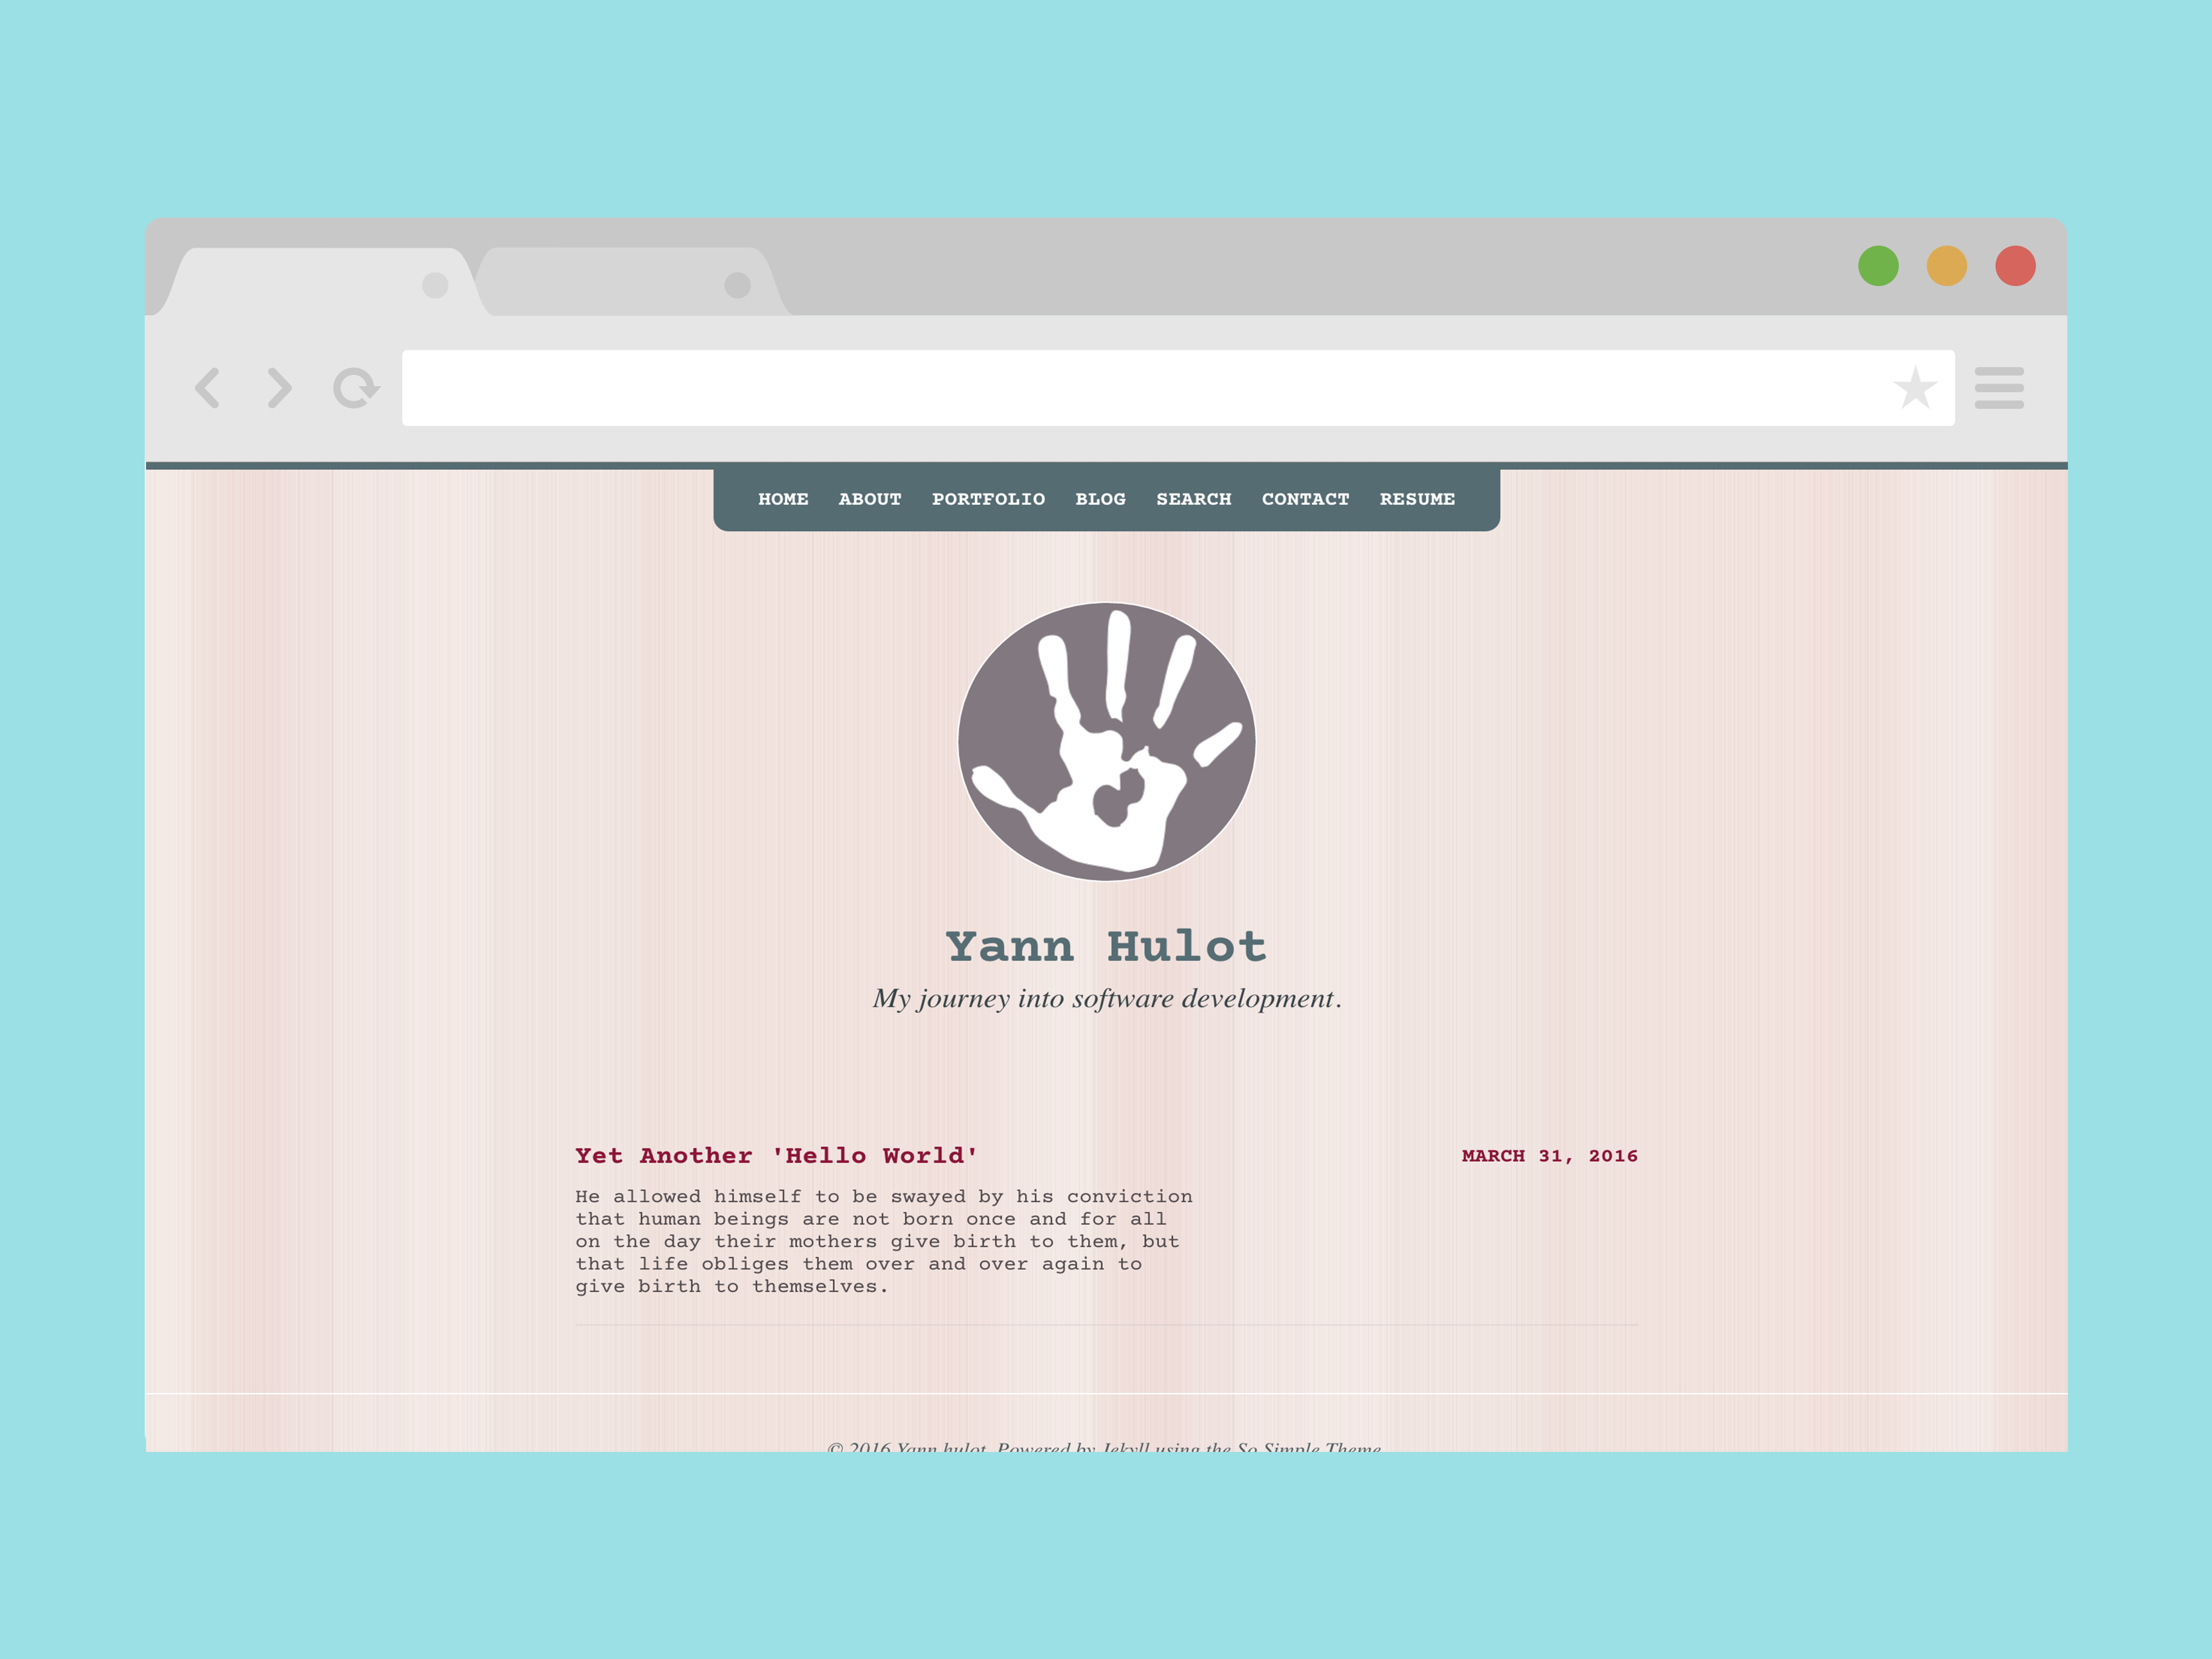 HOME ABOUT PORTFOLIO BLOG SEARCH CONTACT RESUME
Yann Hulot
My journey into software development.
Yet Another 'Hello World' MARCH 31, 2016
He allowed himself to be swayed by his conviction
that human beings are not born once and for all
on the day their mothers give birth to them, but
that life obliges them over and over again to
give birth to themselves.
© 2016 Yann hulot. Powered by Jekyll using the So Simple Theme.